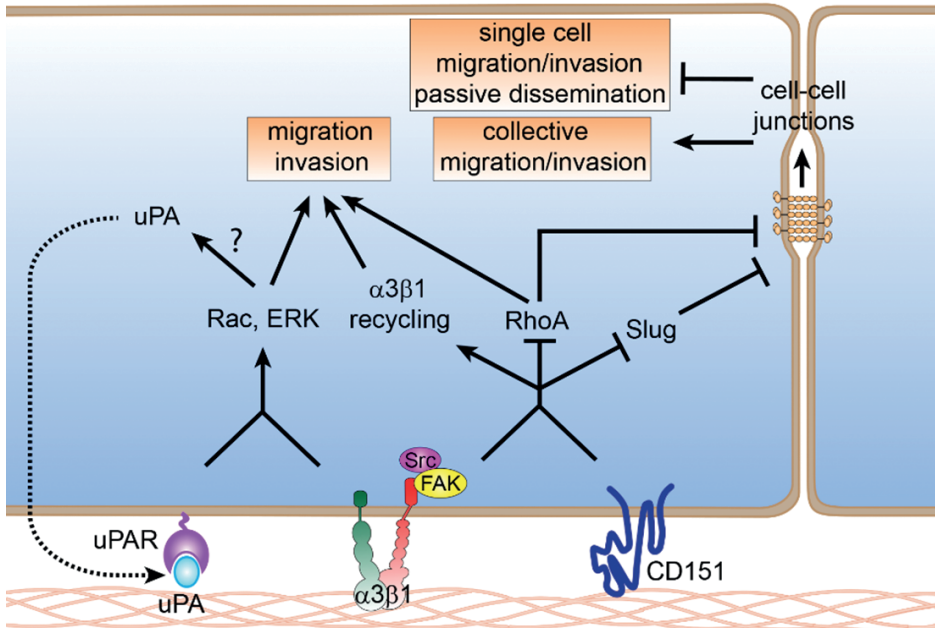 single cell
migration/invasion
passive dissemination
cell-cell
junctions
migration
invasion
collective
migration/invasion
uPA
?
Rac, ERK
α3β1
recycling
RhoA
Slug
Src
FAK
uPAR
uPA
α3β1
CD151